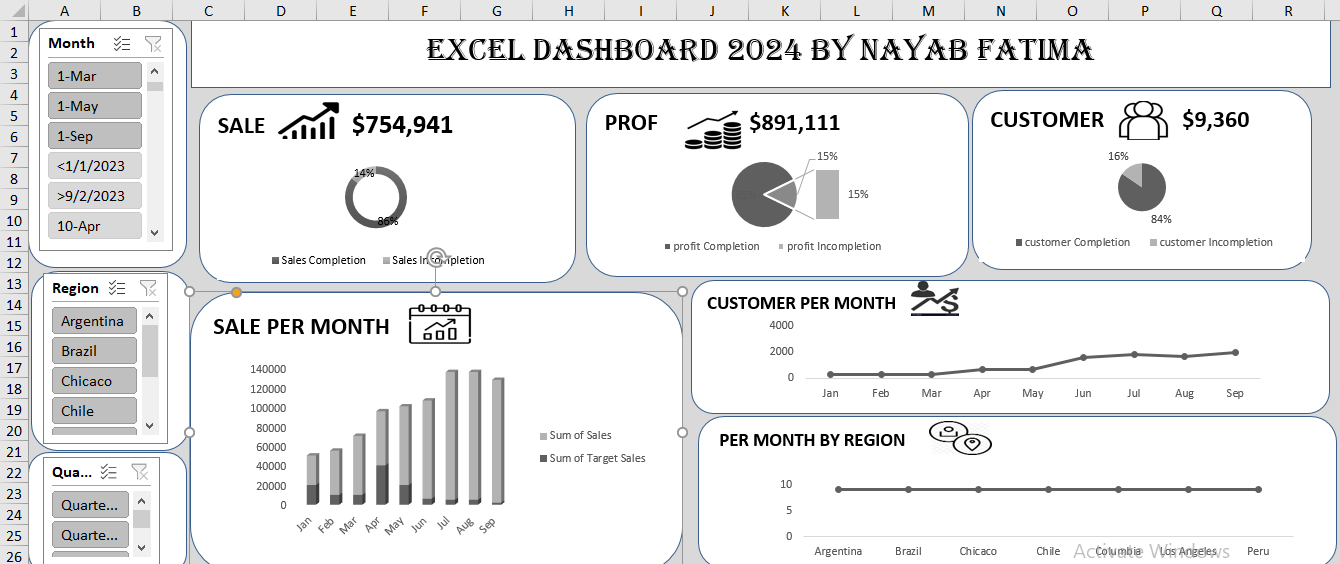 A B C D E F G H I J K L M N O P Q R
1
2
3
4
5
6
7
8
9
10
11
12
13
14
15
16
17
18
19
20
21
22
23
24
25
26
Month
1-Mar
1-May
1-Sep
<1/1/2023
>9/2/2023
10-Apr
Region
Argentina
Brazil
Chicaco
Chile
Qua...
Quarte...
Quarte...
EXCEL DASHBOARD 2024 BY NAYAB FATIMA
SALE $754,941
14%
86%
Sales Completion Sales Incompletion
PROF $891,111
15%
15%
profit Completion profit Incompletion
CUSTOMER $9,360
16%
84%
customer Completion customer Incompletion
SALE PER MONTH
140000
120000
100000
80000
60000
40000
20000
0
Jan Feb Mar Apr May Jun Jul Aug Sep
Sum of Sales
Sum of Target Sales
CUSTOMER PER MONTH
4000
2000
0
Jan Feb Mar Apr May Jun Jul Aug Sep
PER MONTH BY REGION
10
5
0
Argentina Brazil Chicaco Chile Columbia Los Angeles Peru
Activate Windows